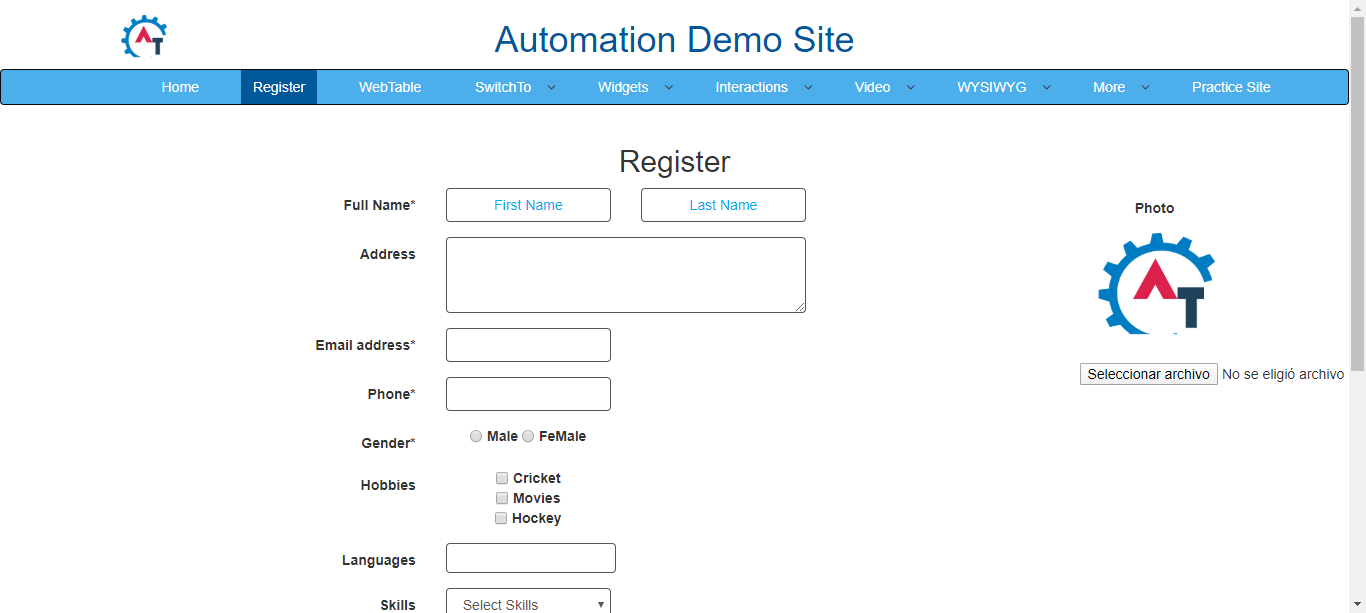 AT
Automation Demo Site
Home Register WebTable SwitchTo Widgets Interactions Video WYSIWYG More Practice Site
Register
Full Name* First Name Last Name
Photo
Address
AT
Email address*
Seleccionar archivo No se eligió archivo
Phone*
Gender* Male FeMale
Hobbies Cricket
Movies
Hockey
Languages
Skills Select Skills